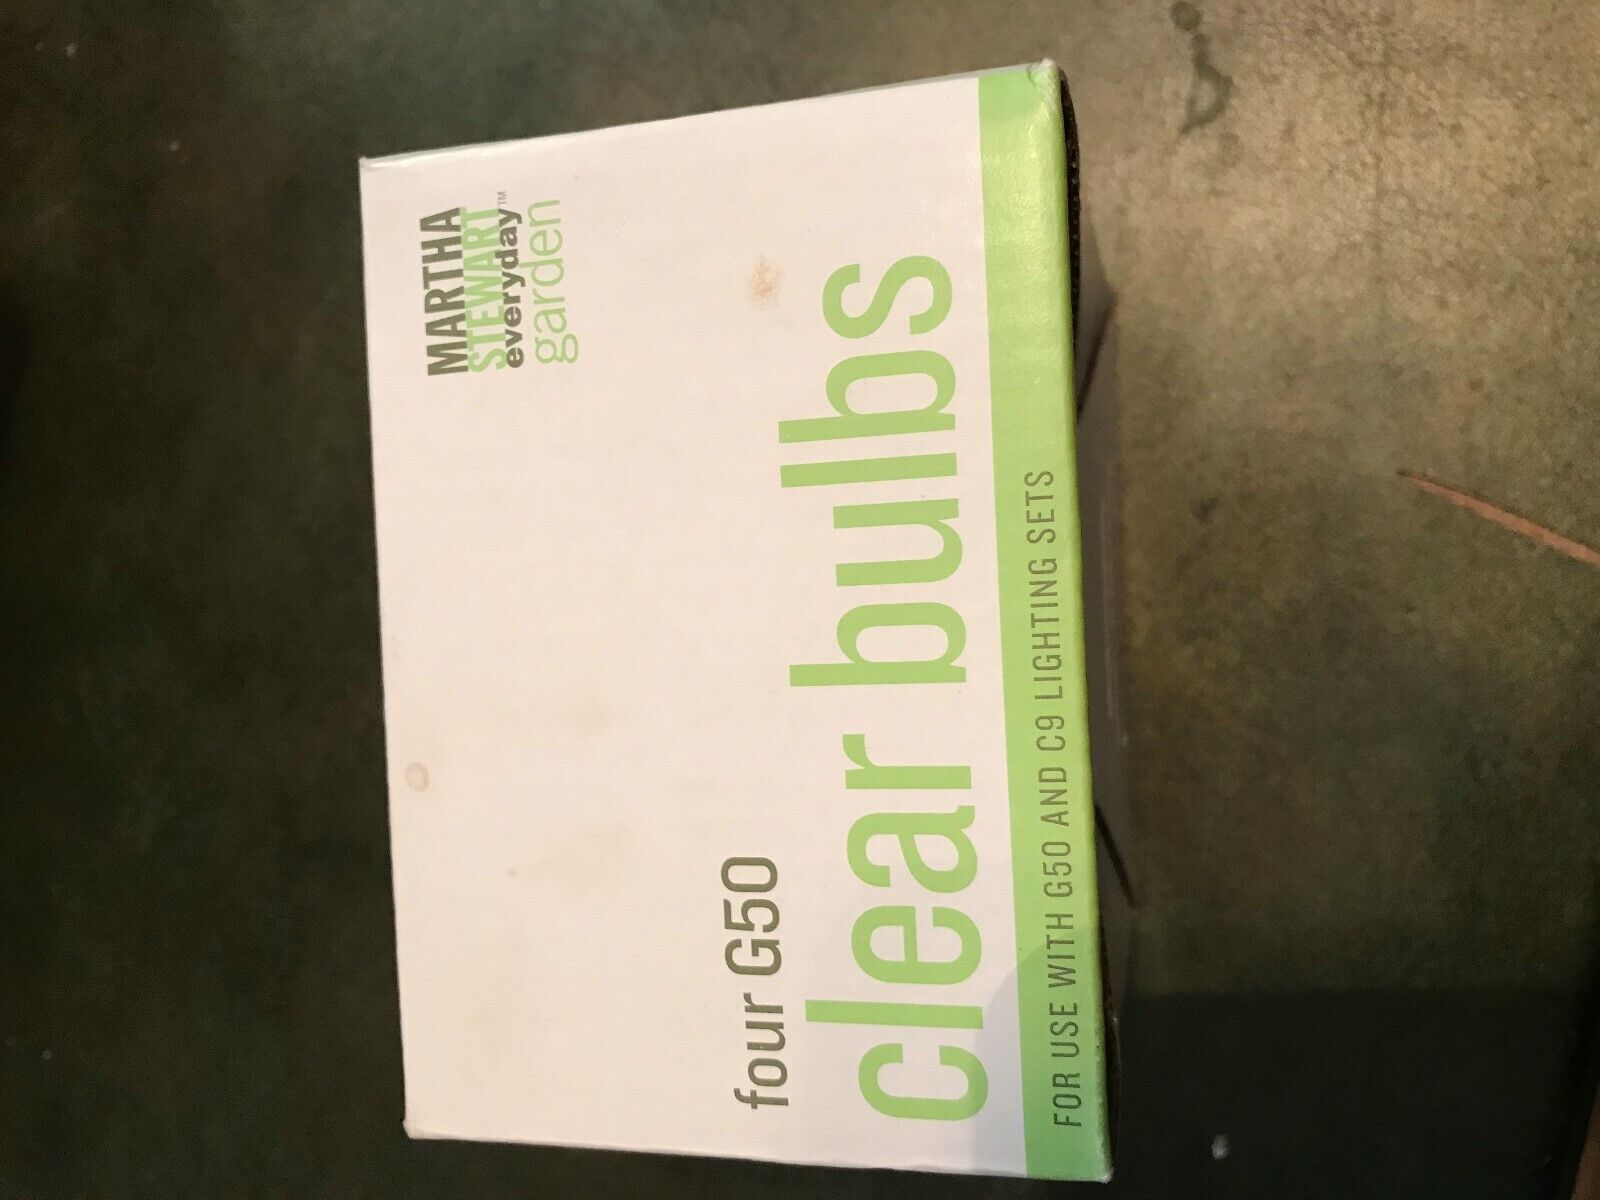 MARTHA
STEWART
everyday™
garden
four G50
clear bulbs
FOR USE WITH G50 AND C9 LIGHTING SETS